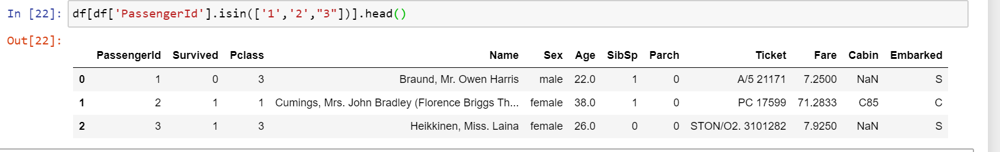 In [22]: df[df['PassengerId'].isin(['1','2',"3"])].head()
Out[22]:
PassengerId Survived Pclass Name Sex Age SibSp Parch Ticket Fare Cabin Embarked
0 1 0 3 Braund, Mr. Owen Harris male 22.0 1 0 A/5 21171 7.2500 NaN S
1 2 1 1 Cumings, Mrs. John Bradley (Florence Briggs Th... female 38.0 1 0 PC 17599 71.2833 C85 C
2 3 1 3 Heikkinen, Miss. Laina female 26.0 0 0 STON/O2. 3101282 7.9250 NaN S